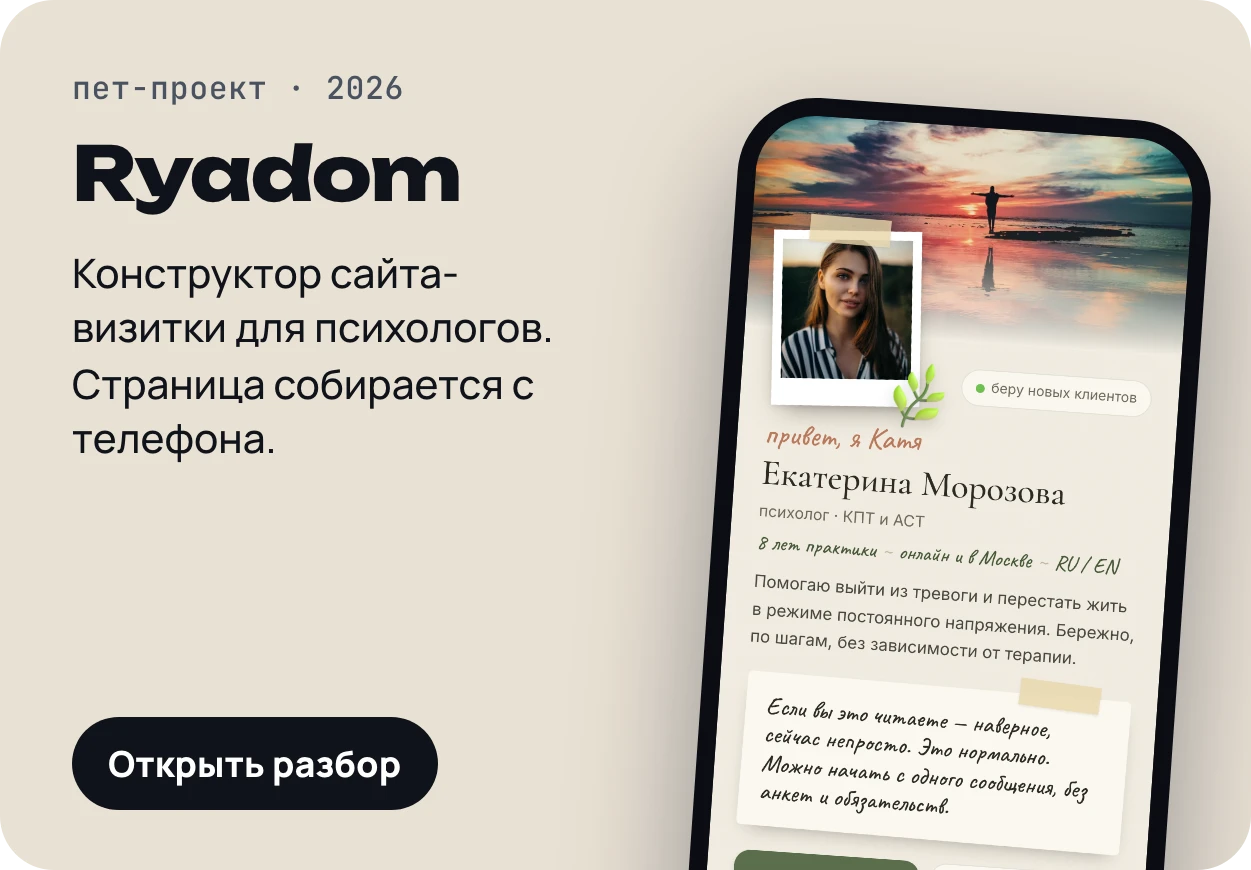 пет-проект · 2026
Ryadom
Конструктор сайта-
визитки для психологов.
Страница собирается с
телефона.
Открыть разбор
беру новых клиентов
привет, я Катя
Екатерина Морозова
психолог · КПТ и АСТ
8 лет практики ~ онлайн и в Москве ~ RU / EN
Помогаю выйти из тревоги и перестать жить
в режиме постоянного напряжения. Бережно,
по шагам, без зависимости от терапии.
Если вы это читаете — наверное,
сейчас непросто. Это нормально.
Можно начать с одного сообщения, без
анкет и обязательств.